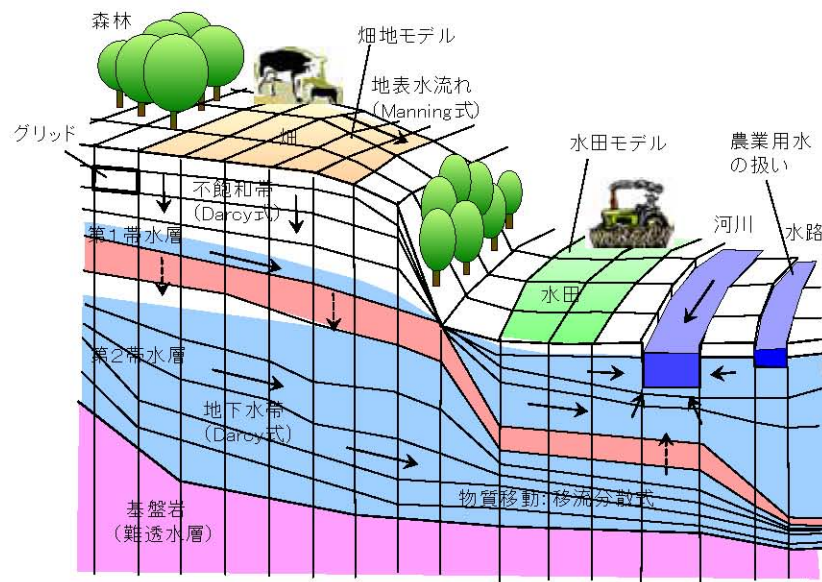 森林
畑地モデル
地表水流れ
(Manning式)
グリッド
畑
水田モデル
農業用水
の扱い
不飽和帯
(Darcy式)
河川
水路
第1帯水層
水田
第2帯水層
地下水帯
(Darcy式)
物質移動:移流分散式
基盤岩
(難透水層)